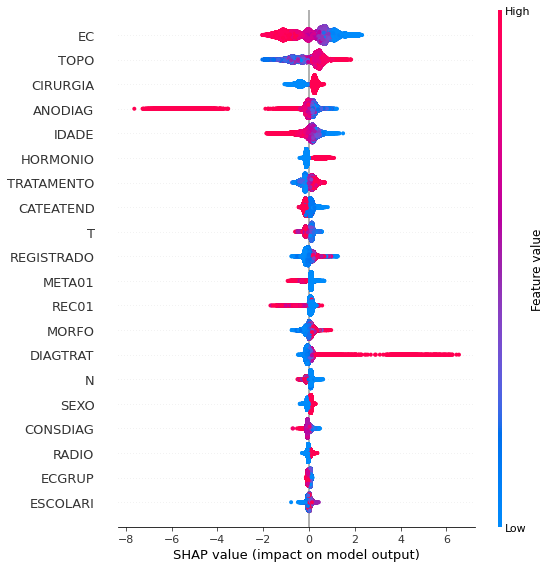 High
EC
TOPO
CIRURGIA
ANODIAG
IDADE
HORMONIO
TRATAMENTO
CATEATEND
T
REGISTRADO
META01
REC01
MORFO
DIAGTRAT
N
SEXO
CONSDIAG
RADIO
ECGRUP
ESCOLARI
Feature value
Low
−8 −6 −4 −2 0 2 4 6
SHAP value (impact on model output)